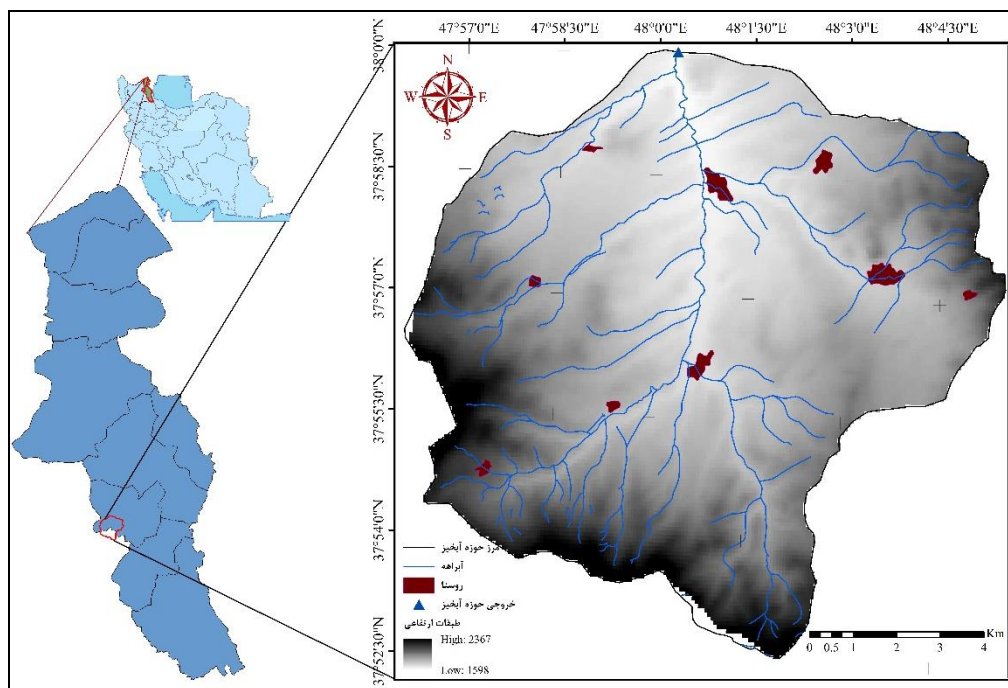 47°57'0"E 47°58'30"E 48°0'0"E 48°1'30"E 48°3'0"E 48°4'30"E
38°0'0"N
37°58'30"N
37°57'0"N
37°55'30"N
37°54'0"N
37°52'30"N
N
W E
S
مرز حوزه آبخیز
آبراهه
روستا
خروجی حوزه آبخیز
طبقات ارتفاعی
High: 2367
Low: 1598
Km
0 0.5 1 2 3 4